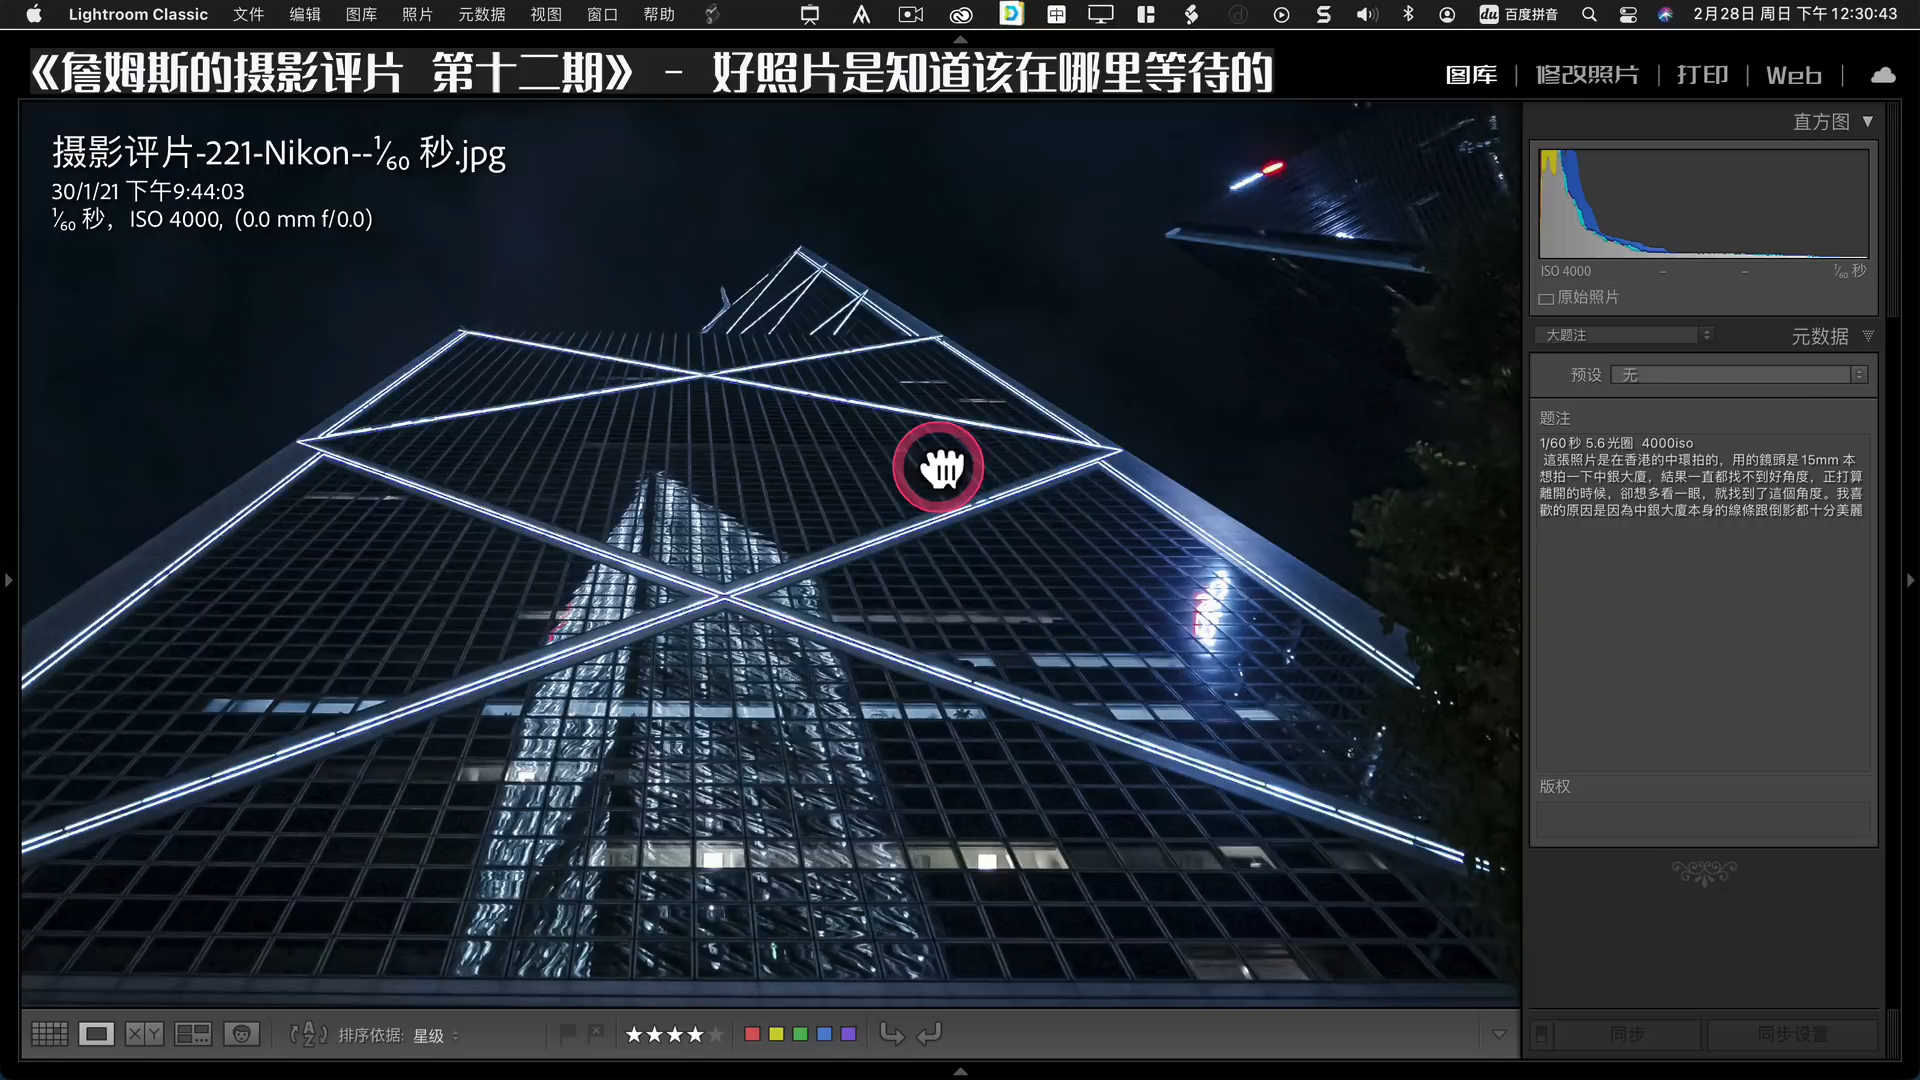 Lightroom Classic 文件 编辑 图库 照片 元数据 视图 窗口 帮助 中 du 百度拼音 2月28日 周日 下午 12:30:43
《詹姆斯的摄影评片 第十二期》 - 好照片是知道该在哪里等待的
图库 | 修改照片 | 打印 | Web |
摄影评片-221-Nikon--¹⁄₆₀ 秒.jpg
30/1/21 下午9:44:03
¹⁄₆₀ 秒, ISO 4000, (0.0 mm f/0.0)
直方图
ISO 4000 – – ¹⁄₆₀ 秒
原始照片
大题注 元数据
预设 无
题注
1/60秒 5.6光圈 4000iso
這張照片是在香港的中環拍的，用的鏡頭是15mm 本
想拍一下中銀大廈，結果一直都找不到好角度，正打算
離開的時候，卻想多看一眼，就找到了這個角度。我喜
歡的原因是因為中銀大廈本身的線條跟倒影都十分美麗
版权
XY 排序依据: 星级
同步 同步设置